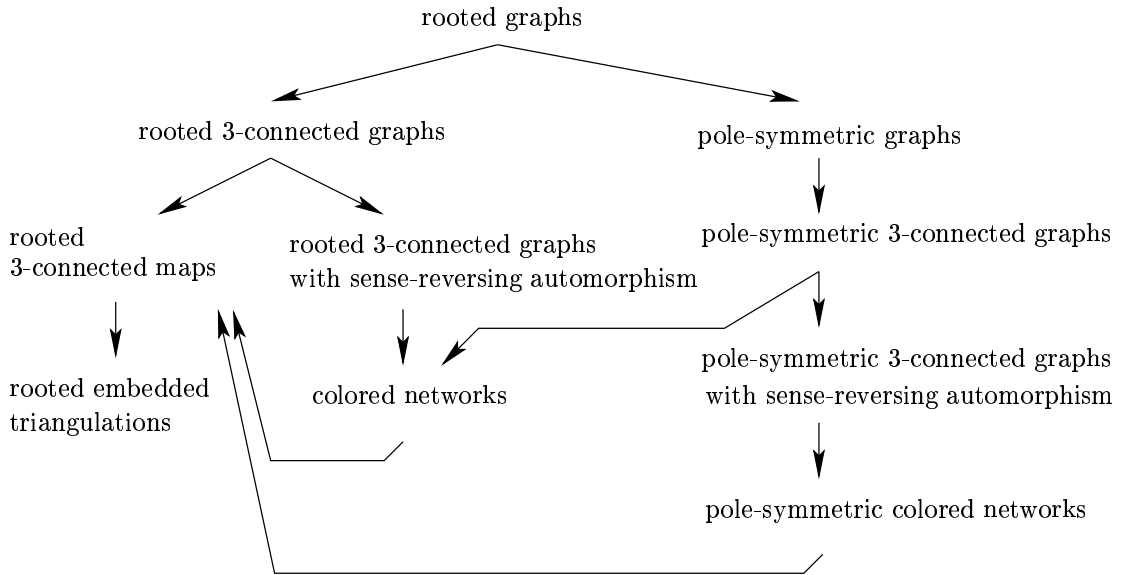 rooted graphs
rooted 3-connected graphs
pole-symmetric graphs
rooted
3-connected maps
rooted 3-connected graphs
with sense-reversing automorphism
pole-symmetric 3-connected graphs
rooted embedded
triangulations
colored networks
pole-symmetric 3-connected graphs
with sense-reversing automorphism
pole-symmetric colored networks